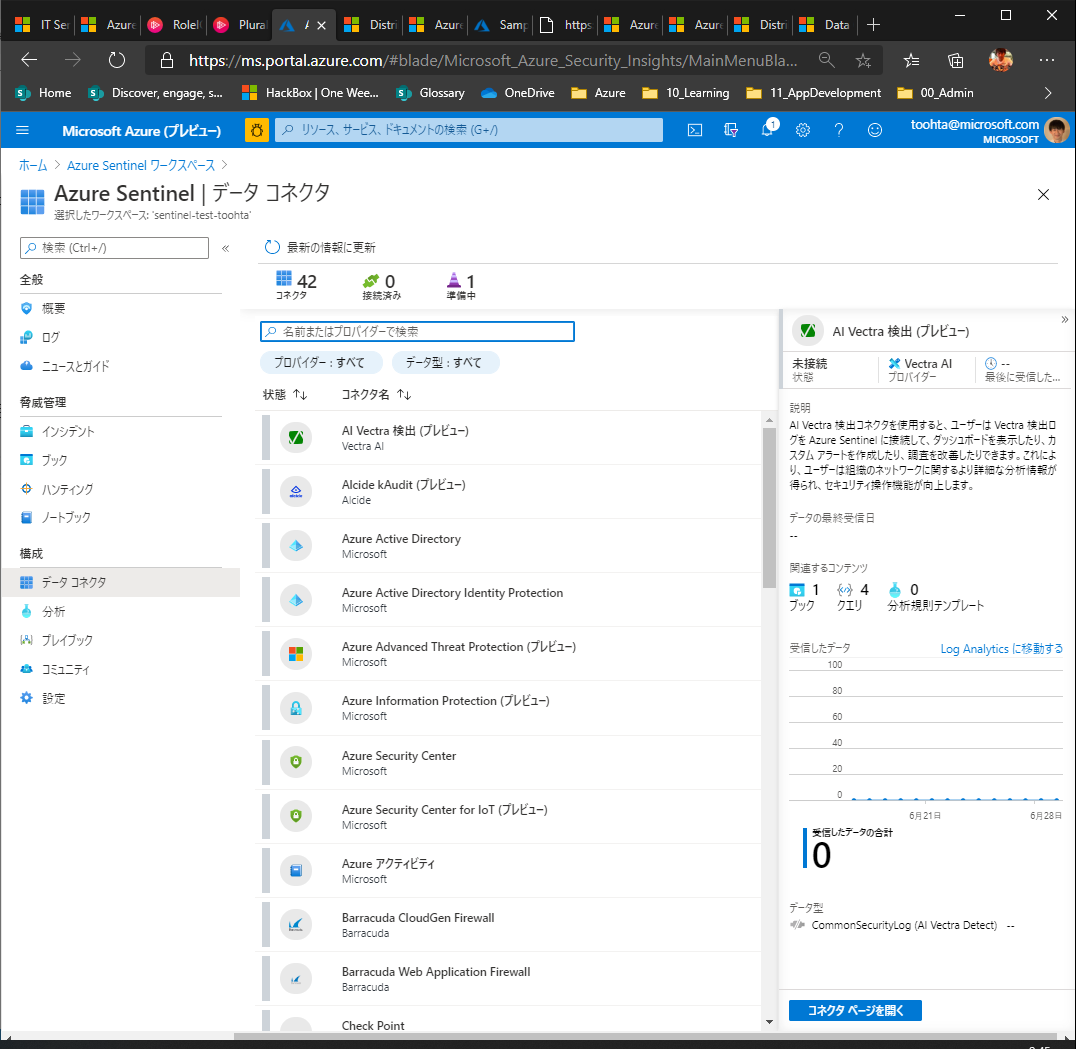 IT Se
Azure
Role
Plural
A
Distri
Azure
Samp
https
Azure
Azure
Distri
Data
https://ms.portal.azure.com/#blade/Microsoft_Azure_Security_Insights/MainMenuBla...
Home
Discover, engage, s...
HackBox | One Wee...
Glossary
OneDrive
Azure
10_Learning
11_AppDevelopment
00_Admin
Microsoft Azure (プレビュー)
リソース、サービス、ドキュメントの検索 (G+/)
1
toohta@microsoft.com
MICROSOFT
ホーム > Azure Sentinel ワークスペース >
Azure Sentinel | データ コネクタ
選択したワークスペース: 'sentinel-test-toohta'
検索 (Ctrl+/)
«
全般
概要
ログ
ニュースとガイド
脅威管理
インシデント
ブック
ハンティング
ノートブック
構成
データ コネクタ
分析
プレイブック
コミュニティ
設定
最新の情報に更新
42
コネクタ
0
接続済み
1
準備中
名前またはプロバイダーで検索
プロバイダー : すべて
データ型 : すべて
状態 ↑↓
コネクタ名 ↑↓
AI Vectra 検出 (プレビュー)
Vectra AI
Alcide kAudit (プレビュー)
Alcide
Azure Active Directory
Microsoft
Azure Active Directory Identity Protection
Microsoft
Azure Advanced Threat Protection (プレビュー)
Microsoft
Azure Information Protection (プレビュー)
Microsoft
Azure Security Center
Microsoft
Azure Security Center for IoT (プレビュー)
Microsoft
Azure アクティビティ
Microsoft
Barracuda CloudGen Firewall
Barracuda
Barracuda Web Application Firewall
Barracuda
Check Point
»
AI Vectra 検出 (プレビュー)
未接続
状態
Vectra AI
プロバイダー
--
最後に受信した...
説明
AI Vectra 検出コネクタを使用すると、ユーザーは Vectra 検出ロ
グを Azure Sentinel に接続して、ダッシュボードを表示したり、カ
スタム アラートを作成したり、調査を改善したりできます。これによ
り、ユーザーは組織のネットワークに関するより詳細な分析情報が
得られ、セキュリティ操作機能が向上します。
データの最終受信日
--
関連するコンテンツ
1
ブック
4
クエリ
0
分析規則テンプレート
受信したデータ
Log Analytics に移動する
100
80
60
40
20
0
6月21日
6月28日
受信したデータの合計
0
データ型
CommonSecurityLog (AI Vectra Detect) --
コネクタ ページを開く